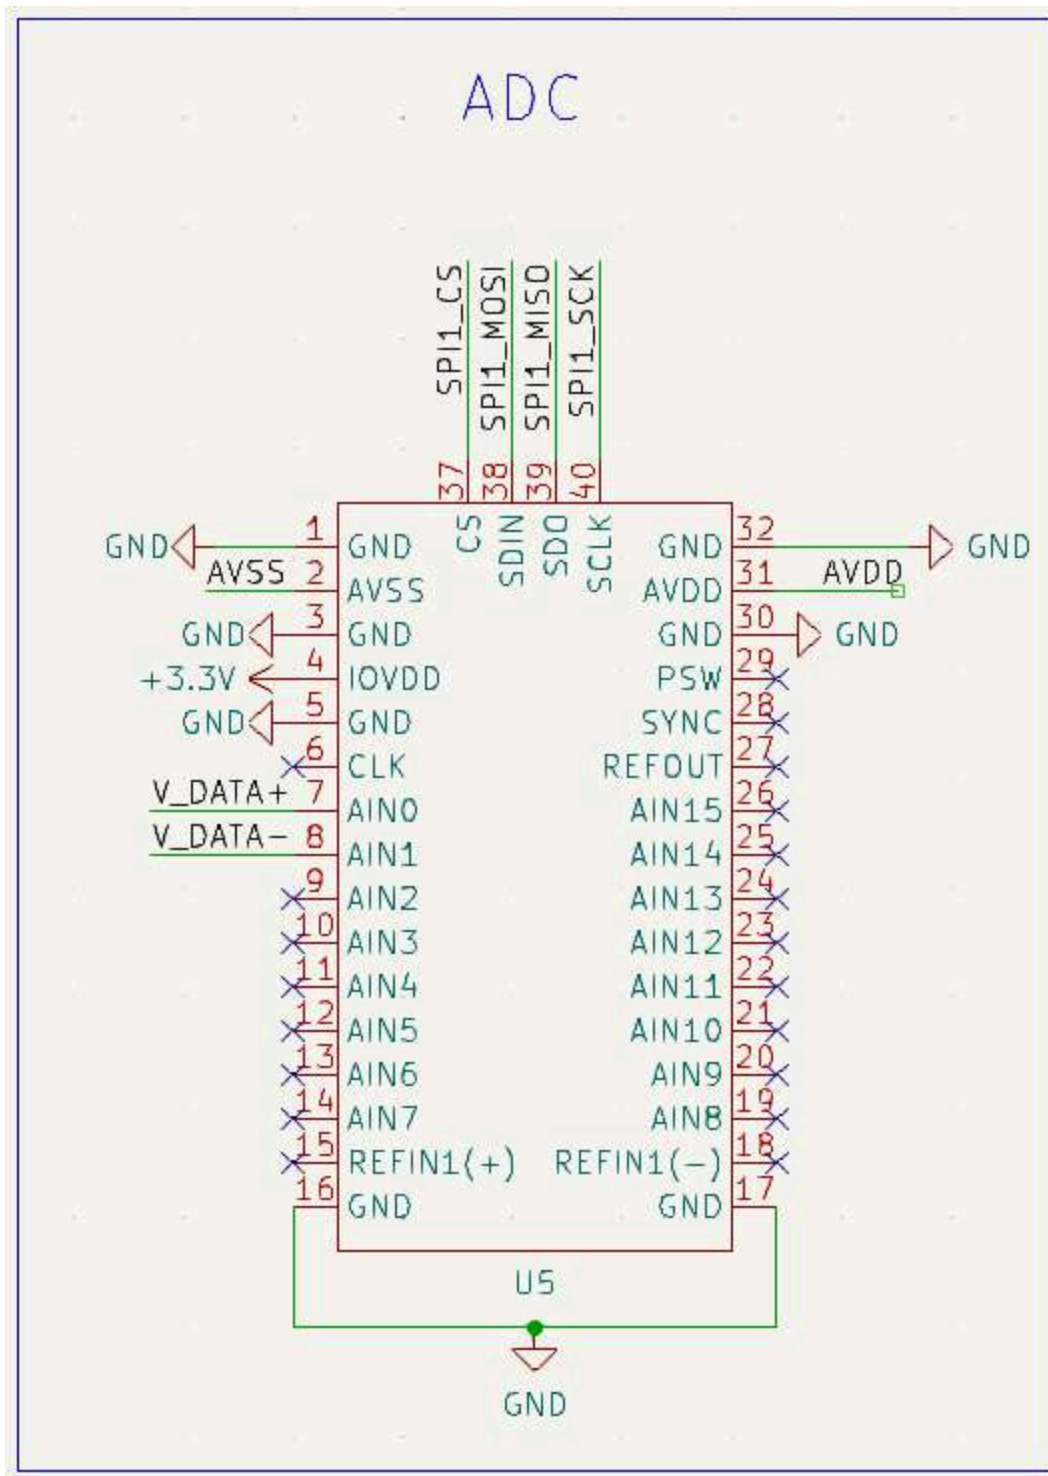 ADC
SPI1_CS
SPI1_MOSI
SPI1_MISO
SPI1_SCK
37
38
39
40
CS
SDIN
SDO
SCLK
GND 1 GND GND 32 GND
AVSS 2 AVSS AVDD 31 AVDD
GND 3 GND GND 30 GND
+3.3V 4 IOVDD PSW 29
GND 5 GND SYNC 28
6 CLK REFOUT 27
V_DATA+ 7 AIN0 AIN15 26
V_DATA- 8 AIN1 AIN14 25
9 AIN2 AIN13 24
10 AIN3 AIN12 23
11 AIN4 AIN11 22
12 AIN5 AIN10 21
13 AIN6 AIN9 20
14 AIN7 AIN8 19
15 REFIN1(+) REFIN1(-) 18
16 GND GND 17
U5
GND